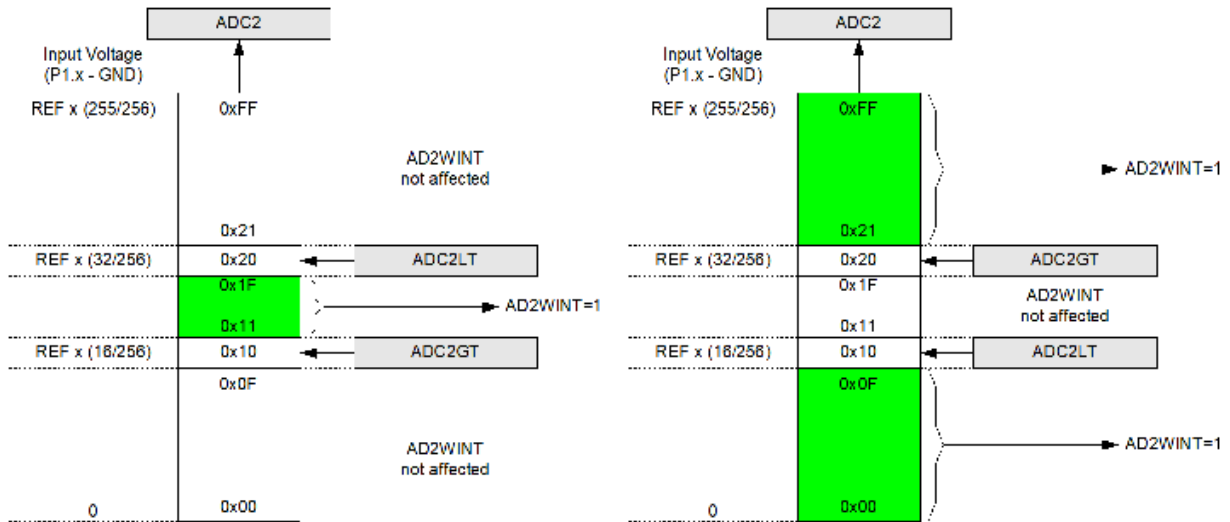 ADC2
Input Voltage
(P1.x - GND)
REF x (255/256)
0xFF
AD2WINT
not affected
0x21
REF x (32/256)
0x20
ADC2LT
0x1F
AD2WINT=1
0x11
REF x (16/256)
0x10
ADC2GT
0x0F
AD2WINT
not affected
0
0x00
ADC2
Input Voltage
(P1.x - GND)
REF x (255/256)
0xFF
AD2WINT=1
0x21
REF x (32/256)
0x20
ADC2GT
0x1F
AD2WINT
not affected
0x11
REF x (16/256)
0x10
ADC2LT
0x0F
AD2WINT=1
0
0x00